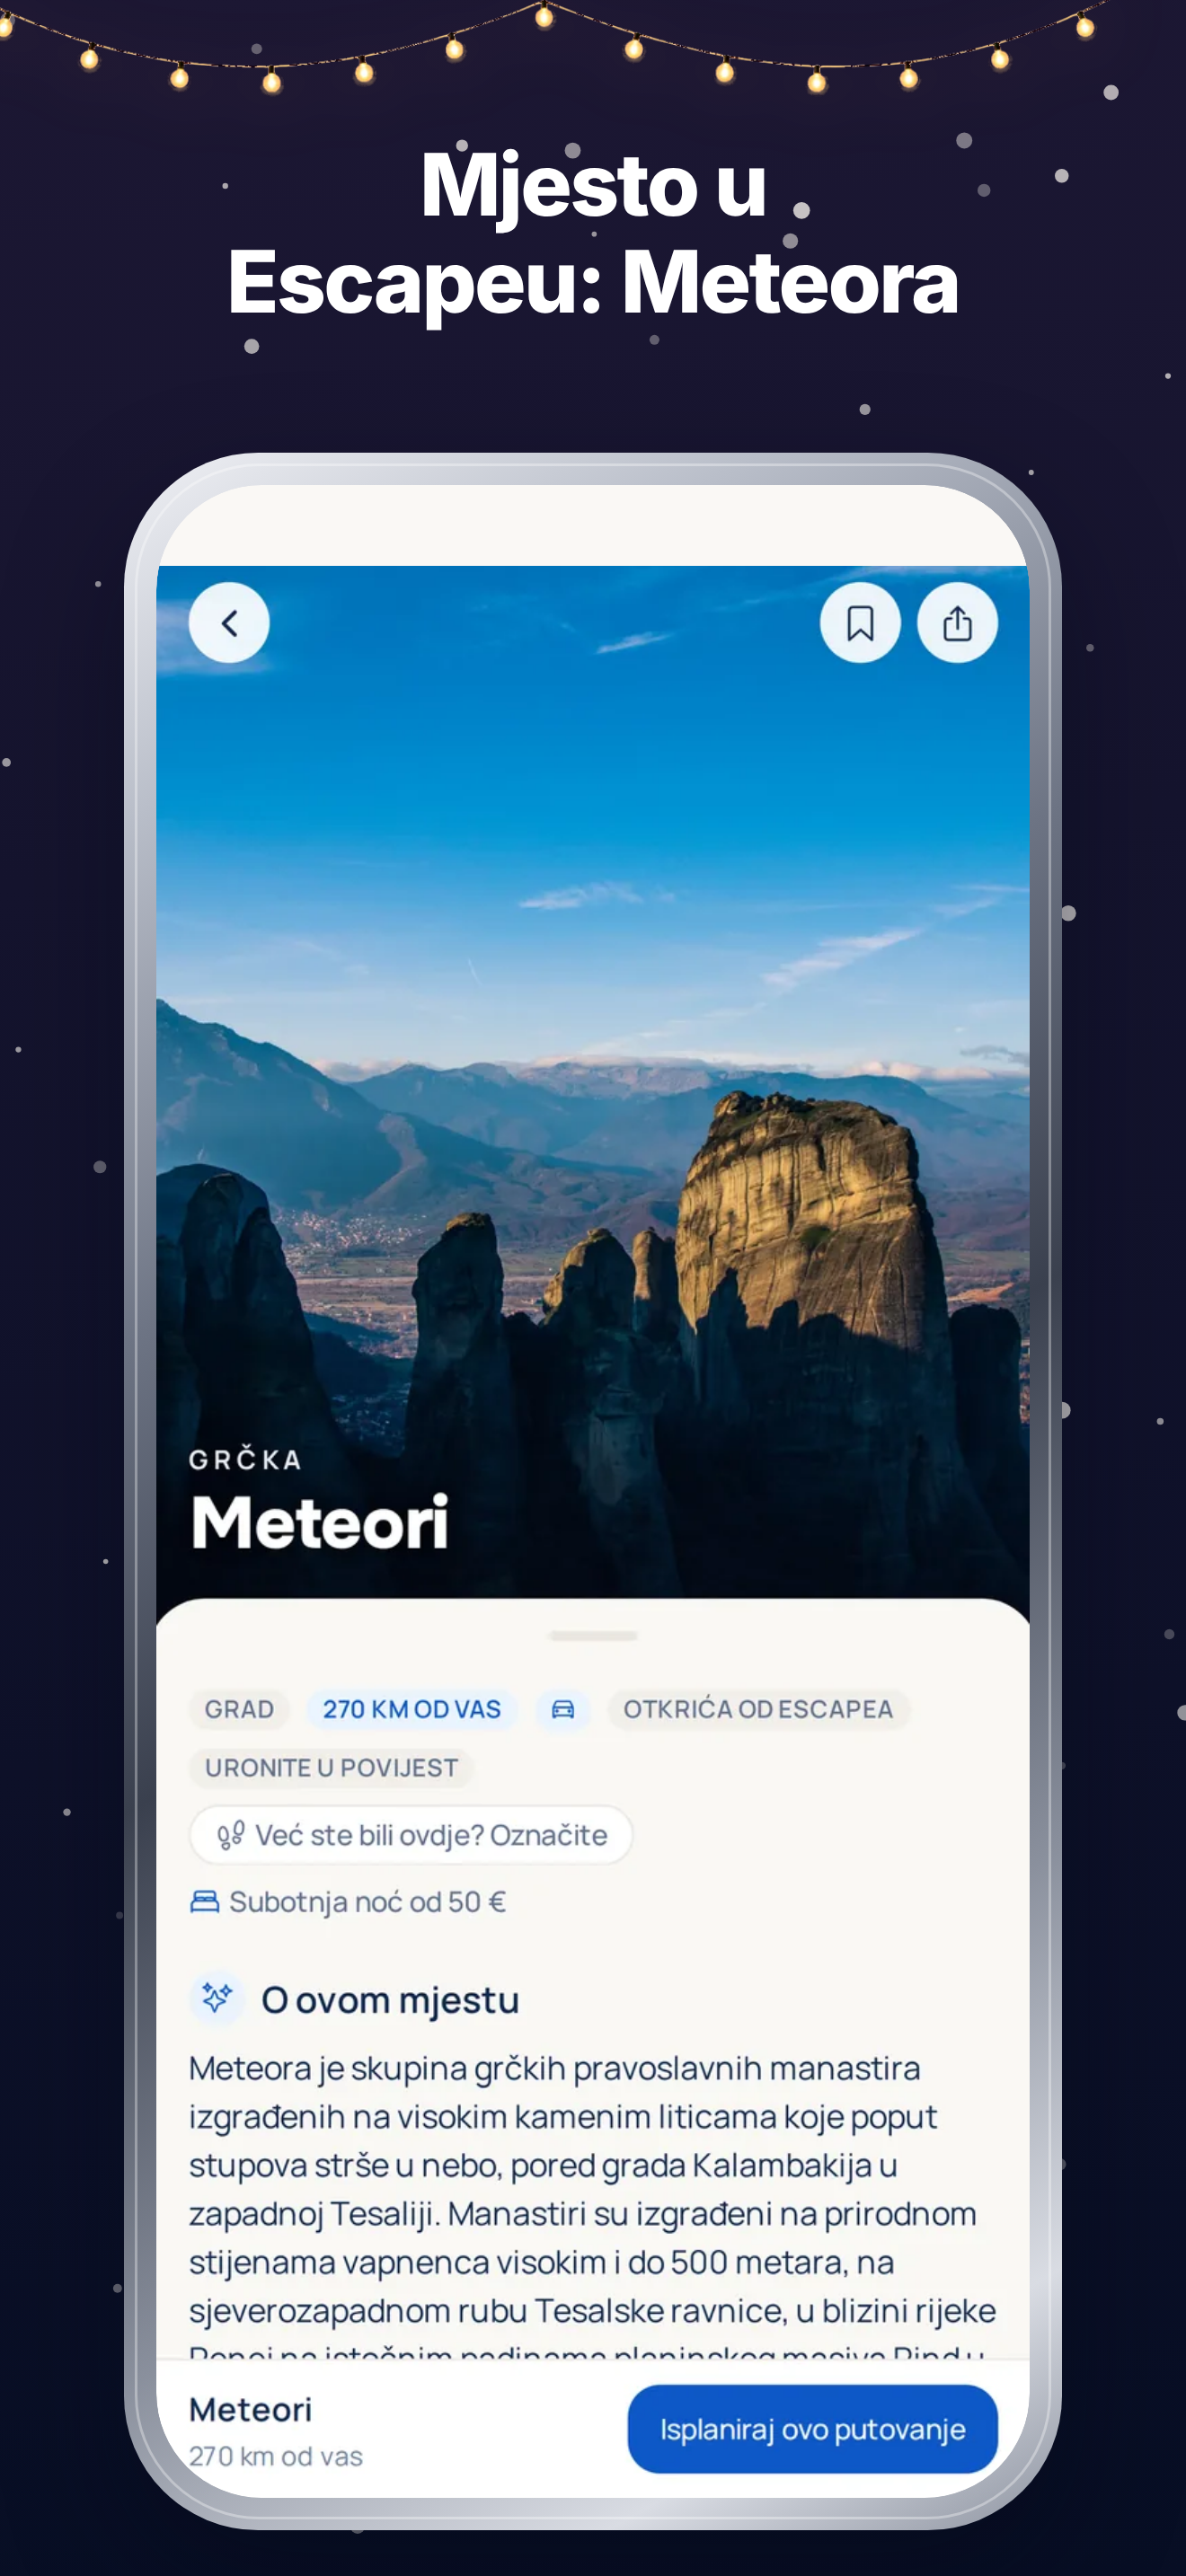 Mjesto u
Escapeu: Meteora
GRČKA
Meteori
GRAD
270 KM OD VAS
OTKRIĆA OD ESCAPEA
URONITE U POVIJEST
Već ste bili ovdje? Označite
Subotnja noć od 50 €
O ovom mjestu
Meteora je skupina grčkih pravoslavnih manastira
izgrađenih na visokim kamenim liticama koje poput
stupova strše u nebo, pored grada Kalambakija u
zapadnoj Tesaliji. Manastiri su izgrađeni na prirodnom
stijenama vapnenca visokim i do 500 metara, na
sjeverozapadnom rubu Tesalske ravnice, u blizini rijeke
Meteori
270 km od vas
Isplaniraj ovo putovanje